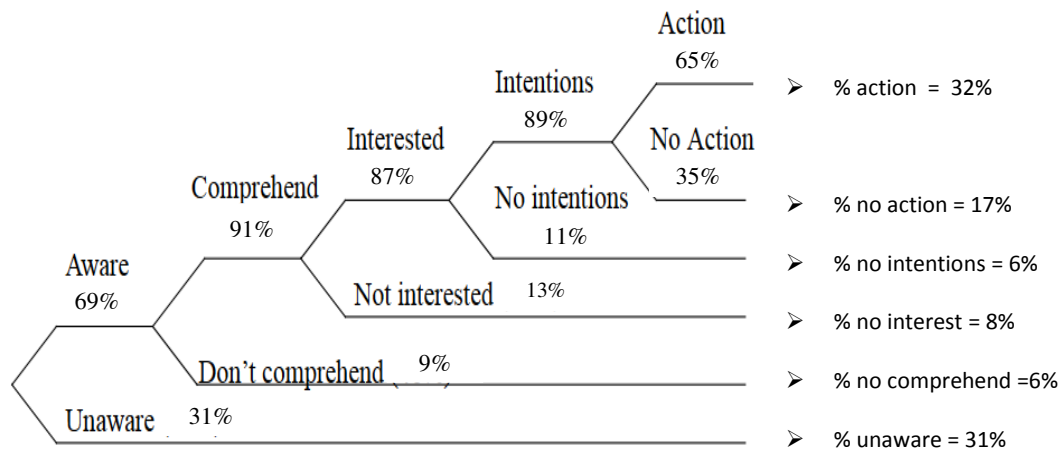 Action
65%
➢ % action = 32%
Intentions
89%
Interested
87%
No Action
35%
➢ % no action = 17%
Comprehend
91%
No intentions
11%
➢ % no intentions = 6%
Aware
69%
Not interested 13%
➢ % no interest = 8%
Don't comprehend 9%
➢ % no comprehend =6%
Unaware 31%
➢ % unaware = 31%